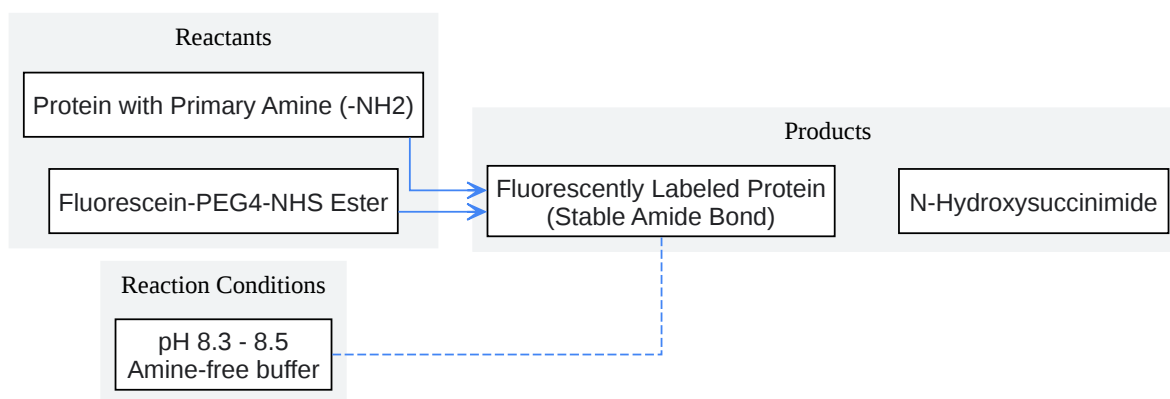 Reactants
Protein with Primary Amine (-NH2)
Fluorescein-PEG4-NHS Ester
Products
Fluorescently Labeled Protein
(Stable Amide Bond)
N-Hydroxysuccinimide
Reaction Conditions
pH 8.3 - 8.5
Amine-free buffer